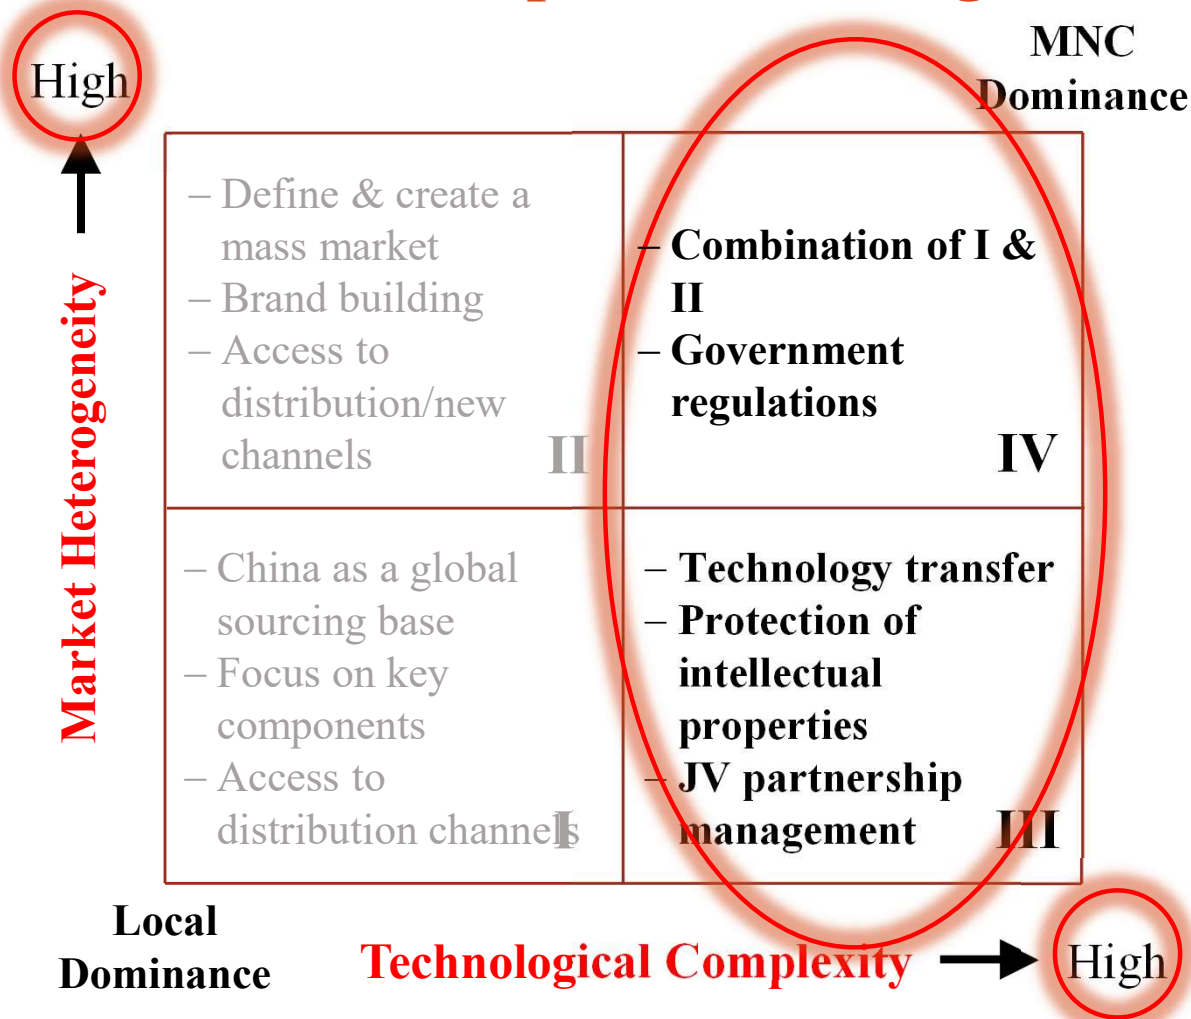 High
MNC
Dominance
– Define & create a
mass market
– Brand building
– Access to
distribution/new
channels
II
– Combination of I &
II
– Government
regulations
IV
Market Heterogeneity
– China as a global
sourcing base
– Focus on key
components
– Access to
distribution channels
I
– Technology transfer
– Protection of
intellectual
properties
– JV partnership
management
III
Local
Dominance
Technological Complexity
High